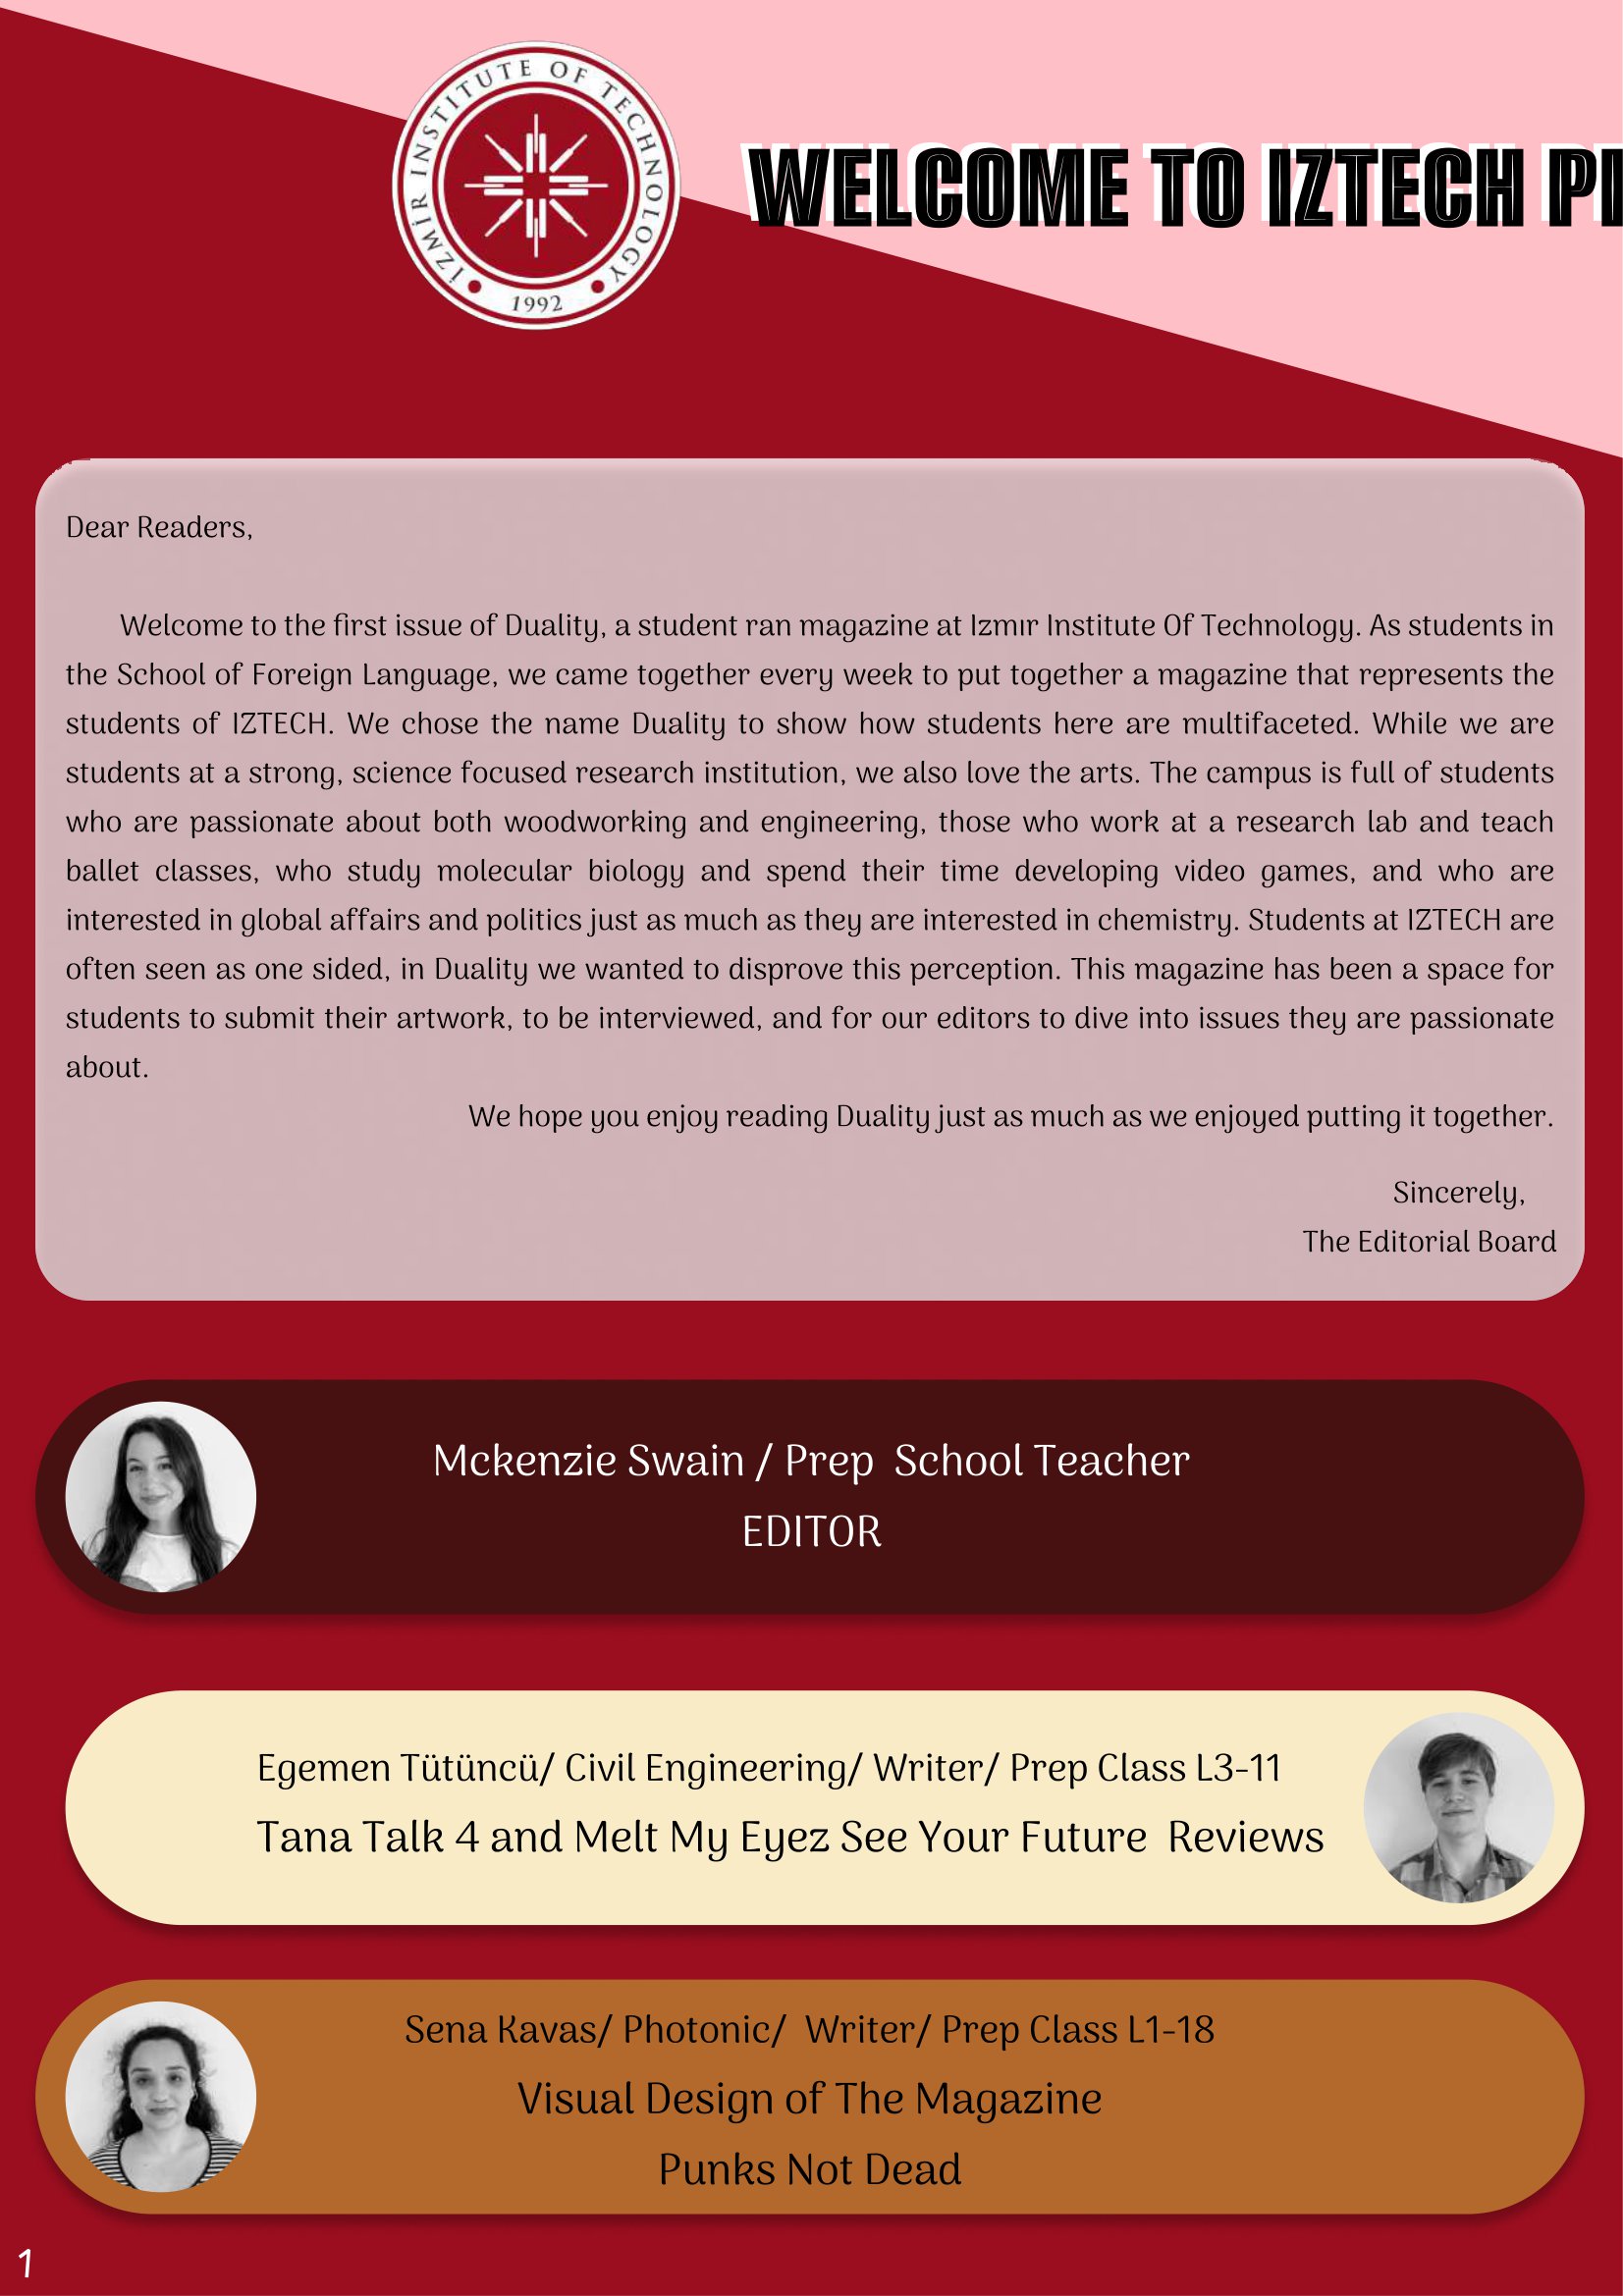 İZMİR INSTITUTE OF TECHNOLOGY
1992
WELCOME TO IZTECH
Dear Readers,
Welcome to the first issue of Duality, a student ran magazine at Izmır Institute Of Technology. As students in
the School of Foreign Language, we came together every week to put together a magazine that represents the
students of IZTECH. We chose the name Duality to show how students here are multifaceted. While we are
students at a strong, science focused research institution, we also love the arts. The campus is full of students
who are passionate about both woodworking and engineering, those who work at a research lab and teach
ballet classes, who study molecular biology and spend their time developing video games, and who are
interested in global affairs and politics just as much as they are interested in chemistry. Students at IZTECH are
often seen as one sided, in Duality we wanted to disprove this perception. This magazine has been a space for
students to submit their artwork, to be interviewed, and for our editors to dive into issues they are passionate
about.
We hope you enjoy reading Duality just as much as we enjoyed putting it together.
Sincerely,
The Editorial Board
Mckenzie Swain / Prep School Teacher
EDITOR
Egemen Tütüncü/ Civil Engineering/ Writer/ Prep Class L3-11
Tana Talk 4 and Melt My Eyez See Your Future Reviews
Sena Kavas/ Photonic/ Writer/ Prep Class L1-18
Visual Design of The Magazine
Punks Not Dead
1